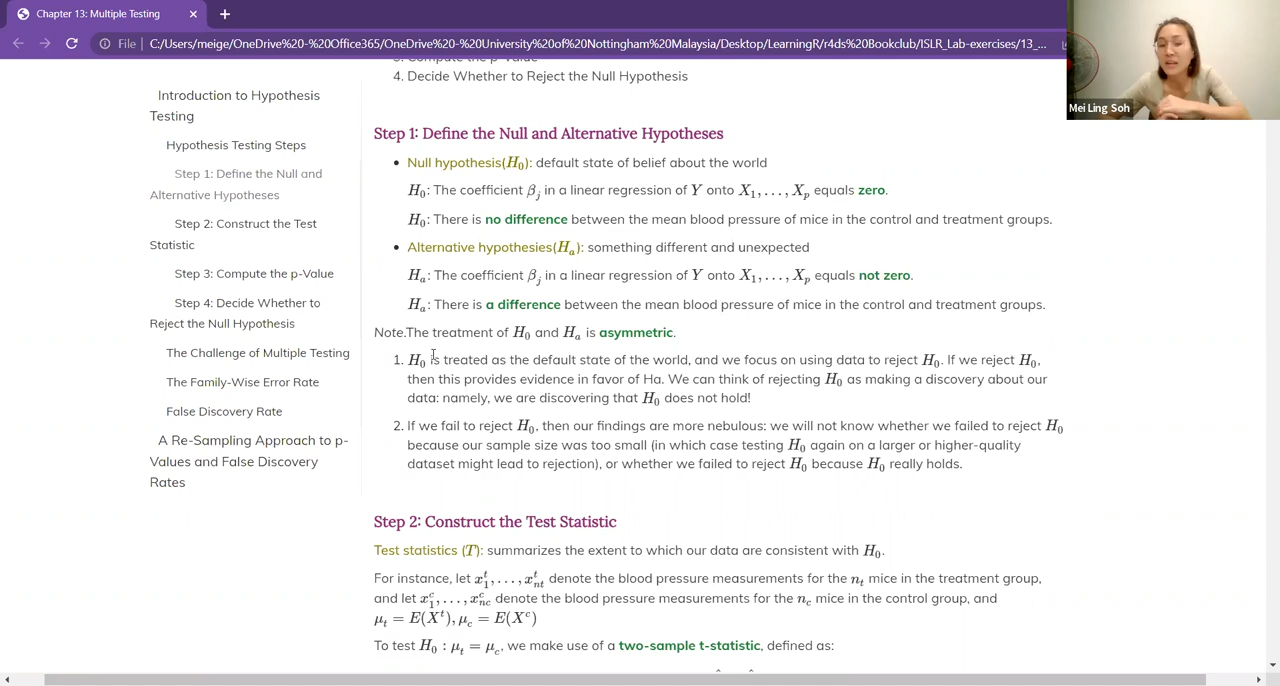 Chapter 13: Multiple Testing
File C:/Users/meige/OneDrive%20-%20Office365/OneDrive%20-%20University%20of%20Nottingham%20Malaysia/Desktop/LearningR/r4ds%20Bookclub/ISLR_Lab-exercises/13_...
Mei Ling Soh
Introduction to Hypothesis
Testing
Hypothesis Testing Steps
Step 1: Define the Null and
Alternative Hypotheses
Step 2: Construct the Test
Statistic
Step 3: Compute the p-Value
Step 4: Decide Whether to
Reject the Null Hypothesis
The Challenge of Multiple Testing
The Family-Wise Error Rate
False Discovery Rate
A Re-Sampling Approach to p-
Values and False Discovery
Rates
3. Compute the p-Value
4. Decide Whether to Reject the Null Hypothesis
Step 1: Define the Null and Alternative Hypotheses
• Null hypothesis(H₀): default state of belief about the world
H₀: The coefficient βⱼ in a linear regression of Y onto X₁, . . . , Xₚ equals zero.
H₀: There is no difference between the mean blood pressure of mice in the control and treatment groups.
• Alternative hypothesies(Hₐ): something different and unexpected
Hₐ: The coefficient βⱼ in a linear regression of Y onto X₁, . . . , Xₚ equals not zero.
Hₐ: There is a difference between the mean blood pressure of mice in the control and treatment groups.
Note.The treatment of H₀ and Hₐ is asymmetric.
1. H₀ is treated as the default state of the world, and we focus on using data to reject H₀. If we reject H₀,
then this provides evidence in favor of Ha. We can think of rejecting H₀ as making a discovery about our
data: namely, we are discovering that H₀ does not hold!
2. If we fail to reject H₀, then our findings are more nebulous: we will not know whether we failed to reject H₀
because our sample size was too small (in which case testing H₀ again on a larger or higher-quality
dataset might lead to rejection), or whether we failed to reject H₀ because H₀ really holds.
Step 2: Construct the Test Statistic
Test statistics (T): summarizes the extent to which our data are consistent with H₀.
For instance, let x₁ᵗ, . . . , xₙₜᵗ denote the blood pressure measurements for the nₜ mice in the treatment group,
and let x₁ᶜ, . . . , x_{nc}ᶜ denote the blood pressure measurements for the n_c mice in the control group, and
μₜ = E(Xᵗ), μ_c = E(Xᶜ)
To test H₀ : μₜ = μ_c, we make use of a two-sample t-statistic, defined as: